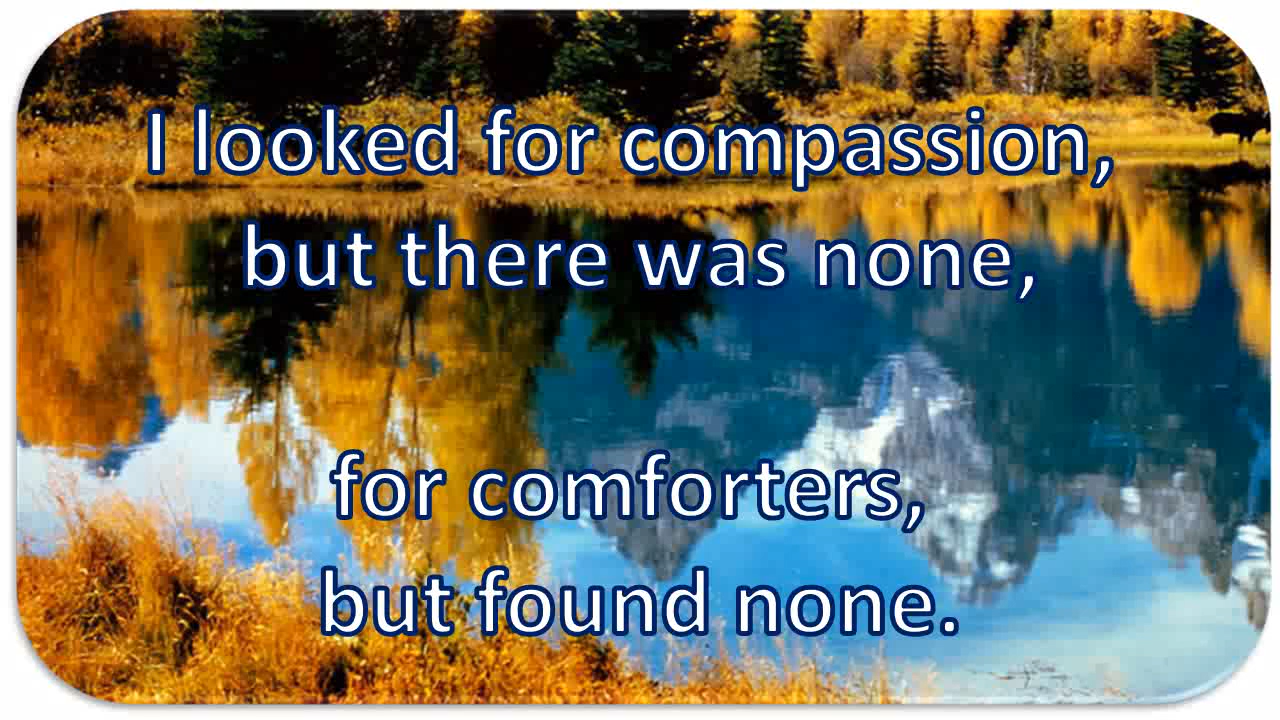 I looked for compassion,
but there was none,
for comforters,
but found none.